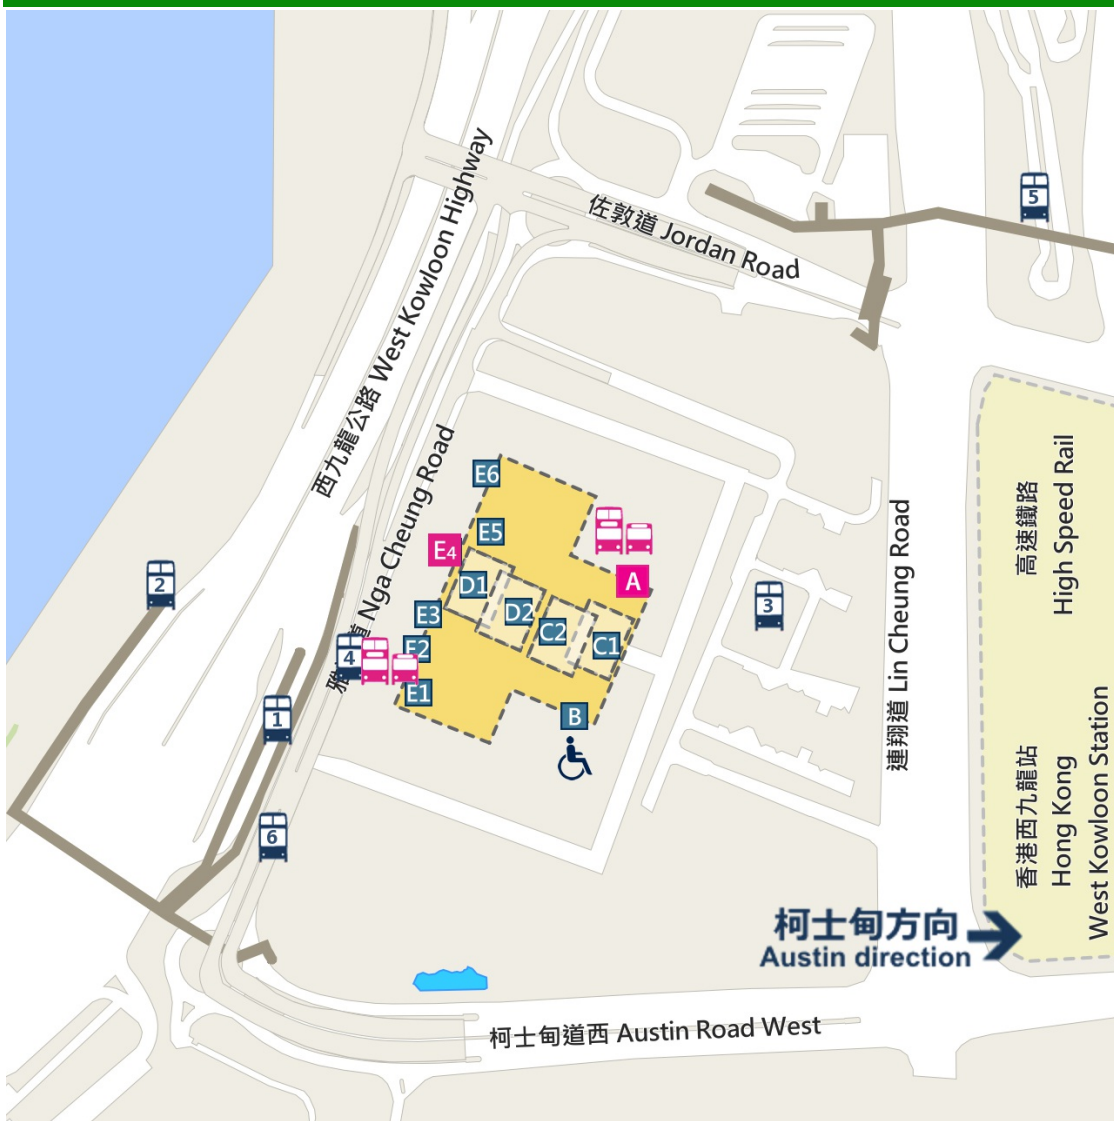 5
佐敦道 Jordan Road
西九龍公路 West Kowloon Highway
雅 道 Nga Cheung Road
E6
E5
E4
A
D1
D2
E3
C2
C1
2
3
4
E2
E1
B
1
6
連翔道 Lin Cheung Road
高速鐵路
High Speed Rail
香港西九龍站
Hong Kong
West Kowloon Station
柯士甸方向
Austin direction
柯士甸道西 Austin Road West